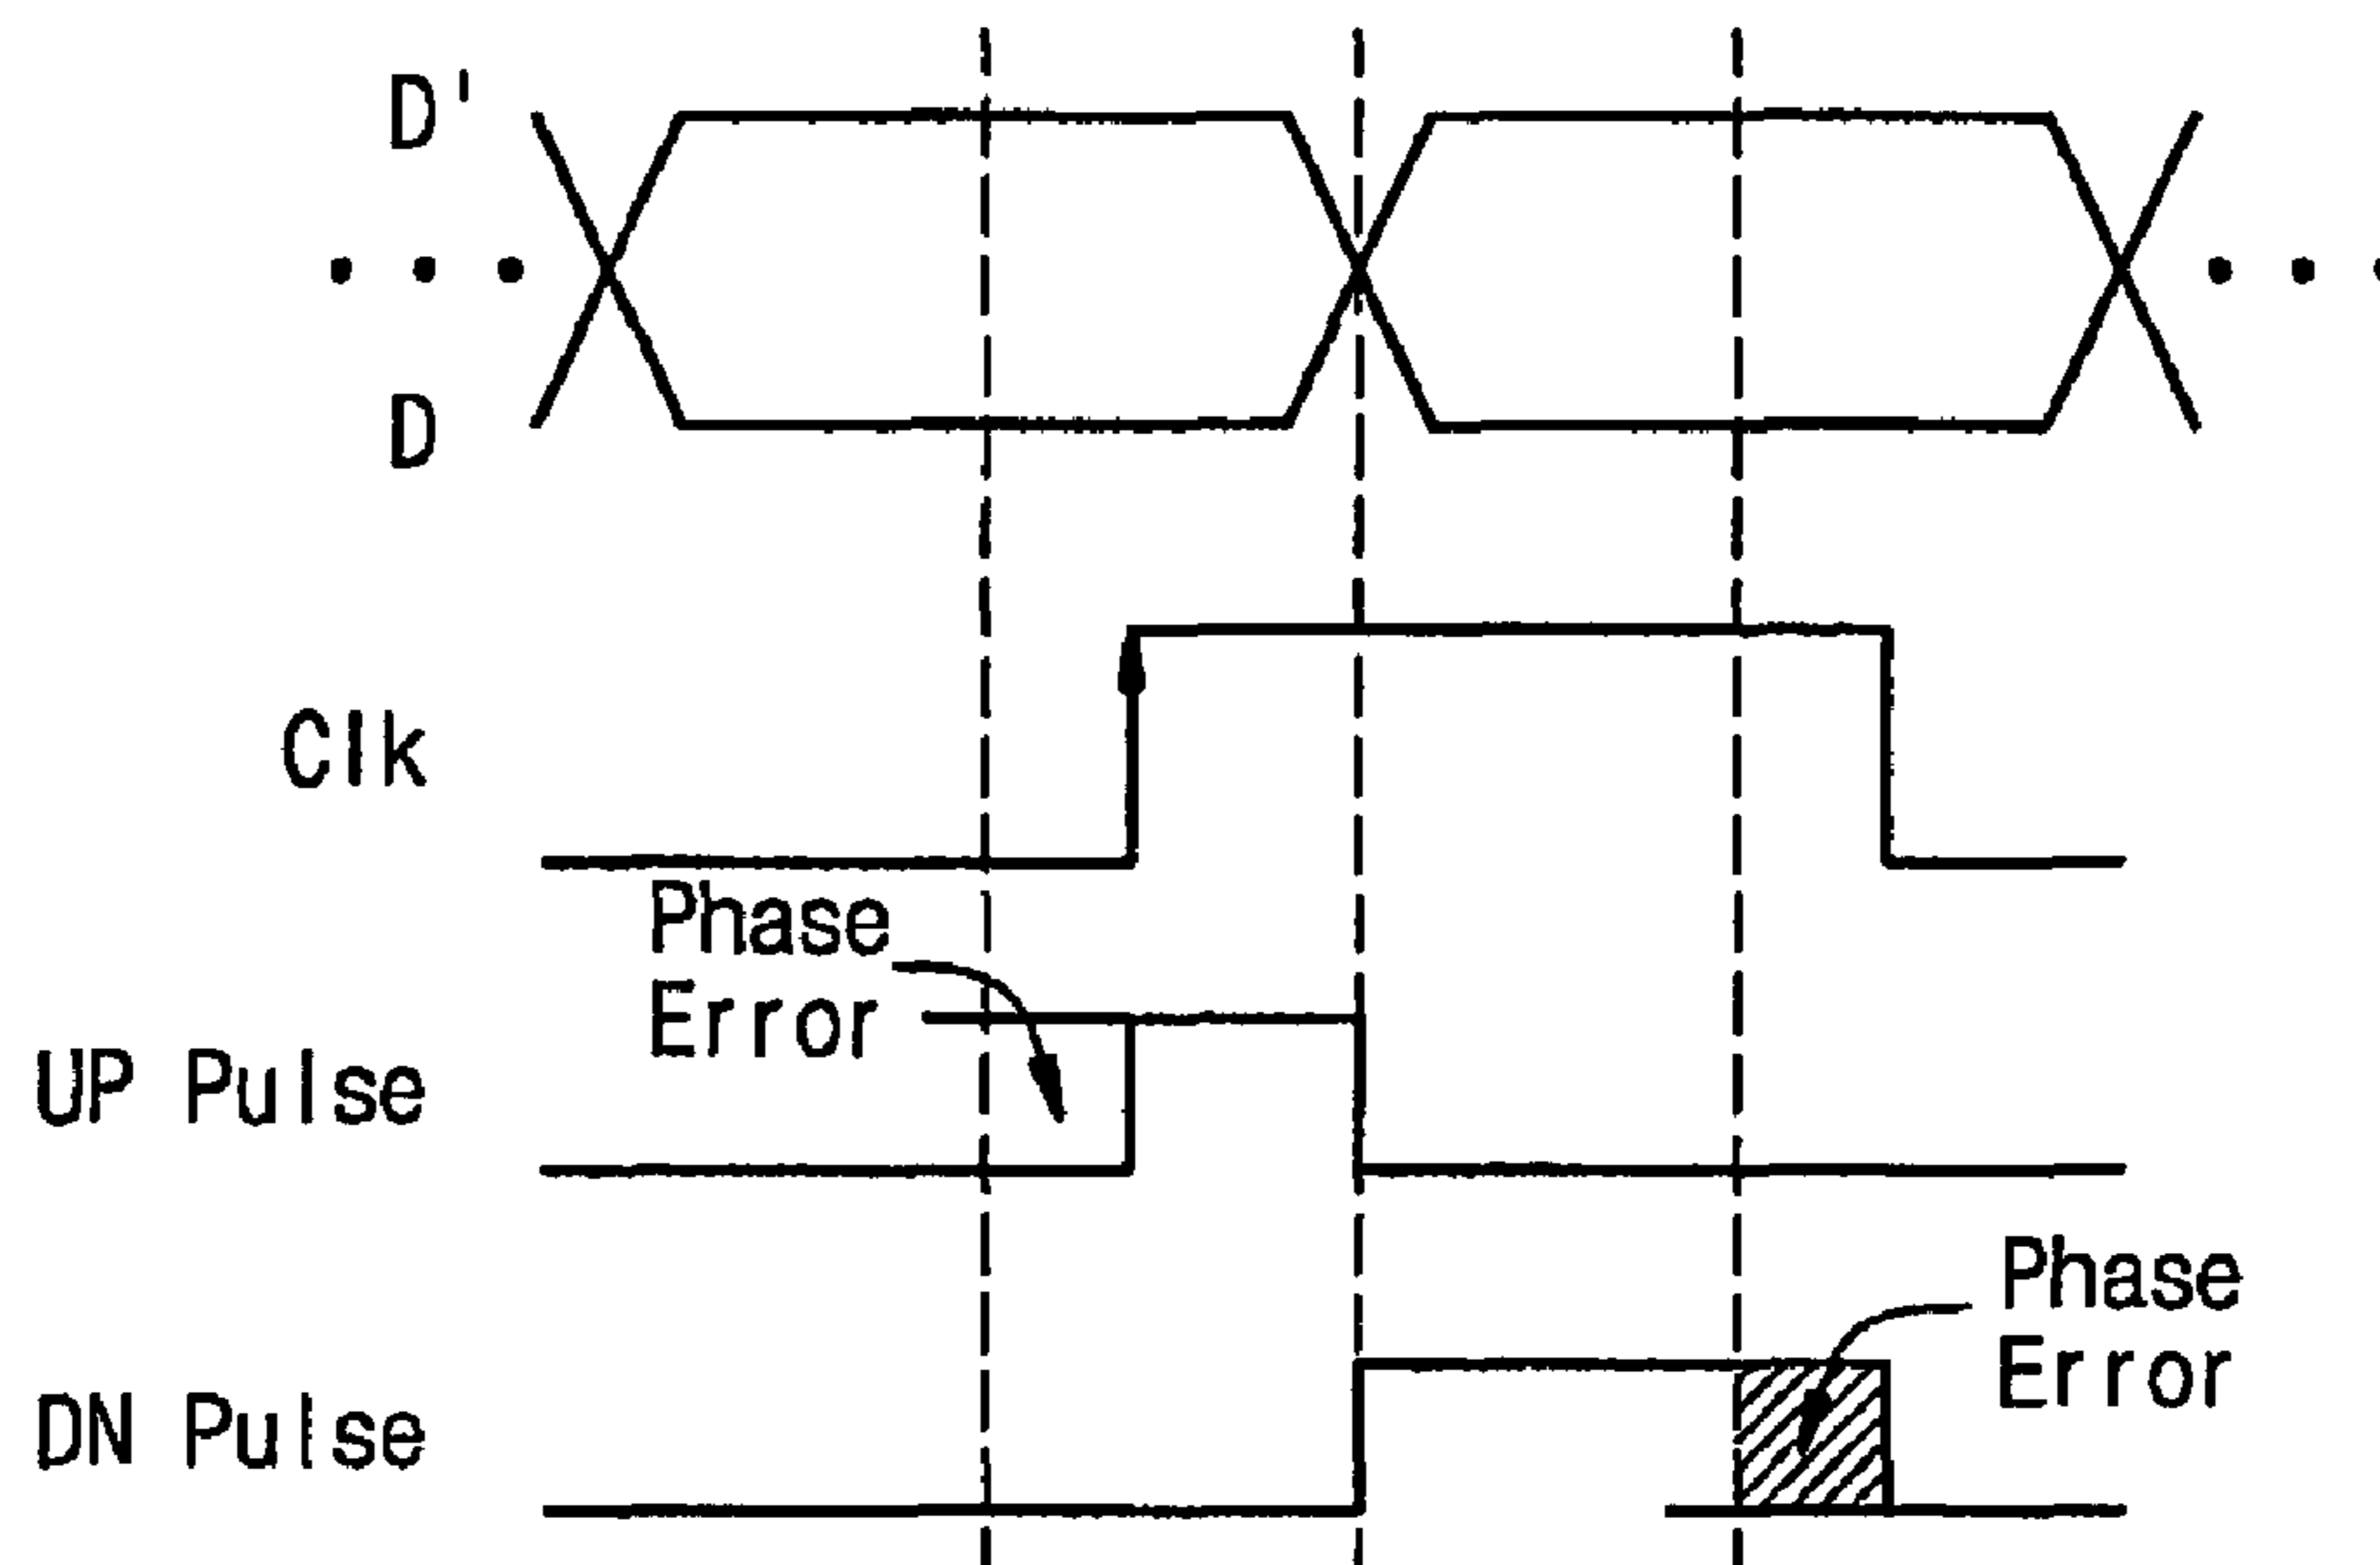 D'
D
Clk
Phase
Error
UP Pulse
Phase
Error
DN Pulse